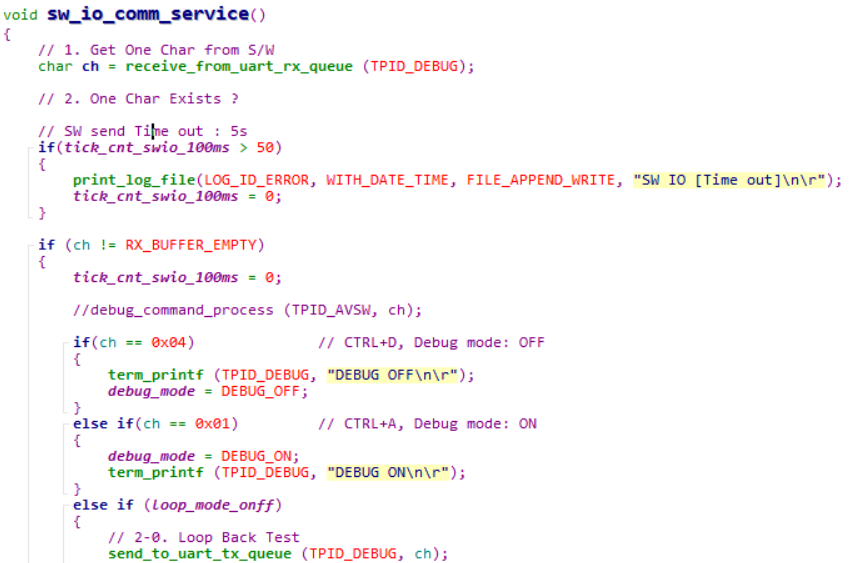 void sw_io_comm_service()
{
    // 1. Get One Char from S/W
    char ch = receive_from_uart_rx_queue (TPID_DEBUG);
    // 2. One Char Exists ?
    // SW send Time out : 5s
    if(tick_cnt_swio_100ms > 50)
    {
        print_log_file(LOG_ID_ERROR, WITH_DATE_TIME, FILE_APPEND_WRITE, "SW IO [Time out]\n\r");
        tick_cnt_swio_100ms = 0;
    }
    if (ch != RX_BUFFER_EMPTY)
    {
        tick_cnt_swio_100ms = 0;
        //debug_command_process (TPID_AVSW, ch);
        if(ch == 0x04)              // CTRL+D, Debug mode: OFF
        {
            term_printf (TPID_DEBUG, "DEBUG OFF\n\r");
            debug_mode = DEBUG_OFF;
        }
        else if(ch == 0x01)         // CTRL+A, Debug mode: ON
        {
            debug_mode = DEBUG_ON;
            term_printf (TPID_DEBUG, "DEBUG ON\n\r");
        }
        else if (loop_mode_onff)
        {
            // 2-0. Loop Back Test
            send_to_uart_tx_queue (TPID_DEBUG, ch);